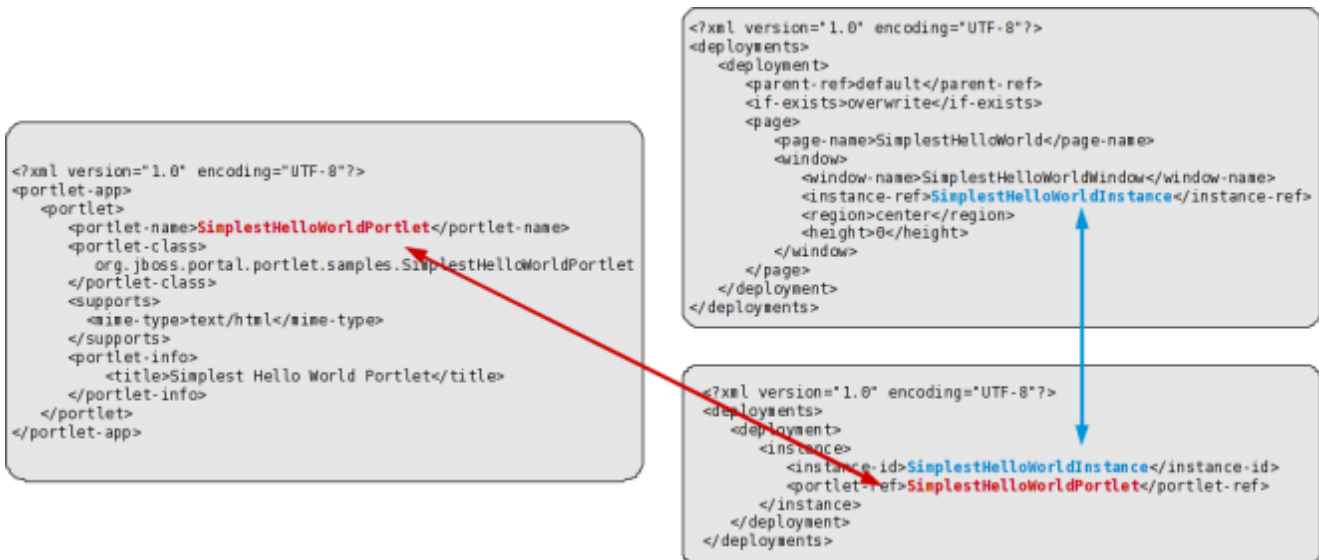 <?xml version="1.0" encoding="UTF-8"?>
<portlet-app>
<portlet>
<portlet-name>SimplestHelloWorldPortlet</portlet-name>
<portlet-class>
org.jboss.portal.portlet.samples.SimplestHelloWorldPortlet
</portlet-class>
<supports>
<mime-type>text/html</mime-type>
</supports>
<portlet-info>
<title>Simplest Hello World Portlet</title>
</portlet-info>
</portlet>
</portlet-app>
<?xml version="1.0" encoding="UTF-8"?>
<deployments>
<deployment>
<parent-ref>default</parent-ref>
<if-exists>overwrite</if-exists>
<page>
<page-name>SimplestHelloWorld</page-name>
<window>
<window-name>SimplestHelloWorldWindow</window-name>
<instance-ref>SimplestHelloWorldInstance</instance-ref>
<region>center</region>
<height>0</height>
</window>
</page>
</deployment>
</deployments>
<?xml version="1.0" encoding="UTF-8"?>
<deployments>
<deployment>
<instance>
<instance-id>SimplestHelloWorldInstance</instance-id>
<portlet-ref>SimplestHelloWorldPortlet</portlet-ref>
</instance>
</deployment>
</deployments>